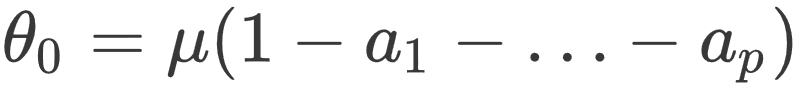 θ₀ = μ(1 − a₁ − … − aₚ)